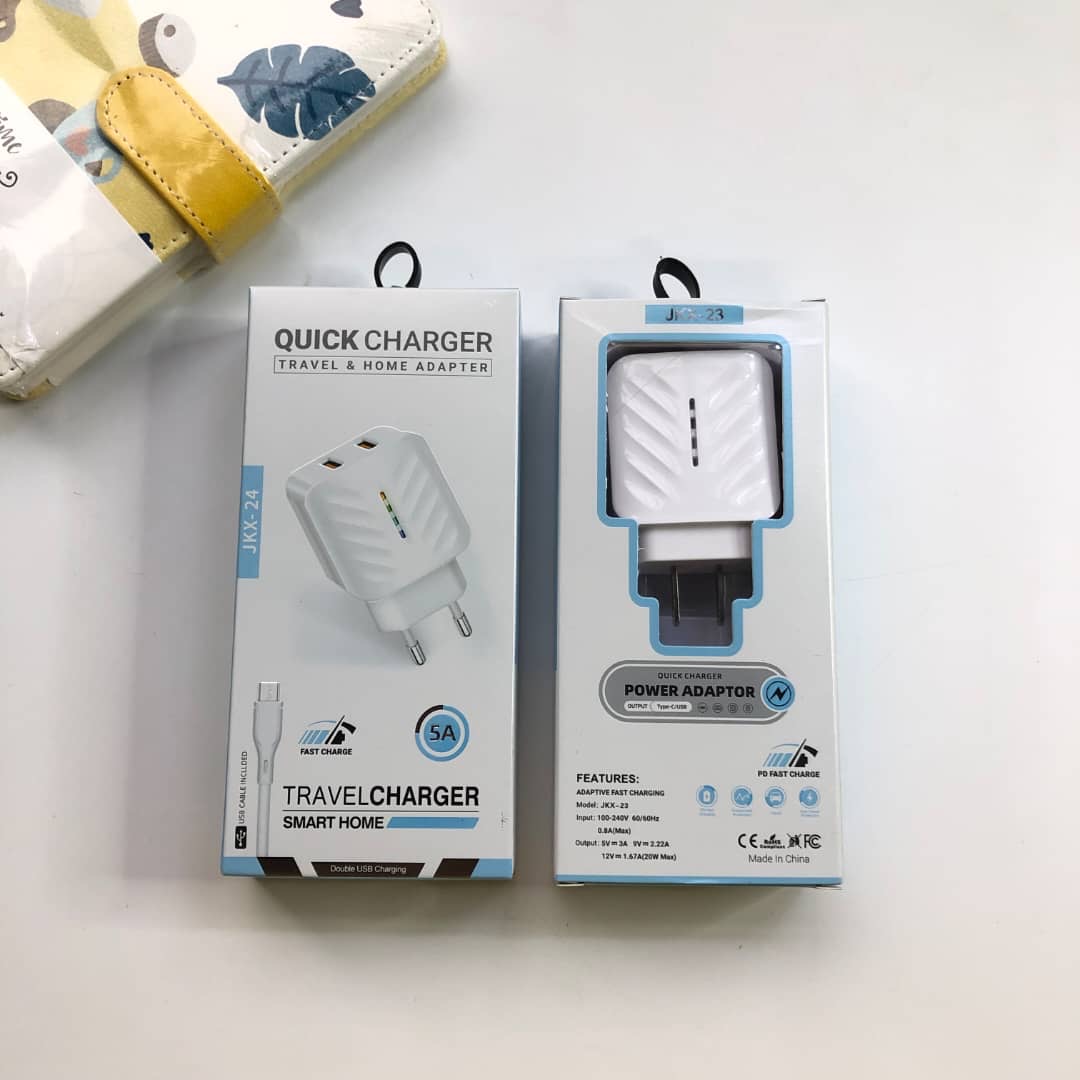 ime
QUICK CHARGER
TRAVEL & HOME ADAPTER
JKX-24
USB CABLE INCLLDED
FAST CHARGE
5A
TRAVELCHARGER
SMART HOME
Double USB Charging
JKX-23
QUICK CHARGER
POWER ADAPTOR
OUTPUT Type-C/USB
PD FAST CHARGE
FEATURES:
ADAPTIVE FAST CHARGING
Model: JKX-23
Input: 100-240V 60/60Hz
0.8A(Max)
Output: 5V⎓3A 9V⎓2.22A
12V⎓1.67A(20W Max)
CE RoHS Compliant FC
Made In China